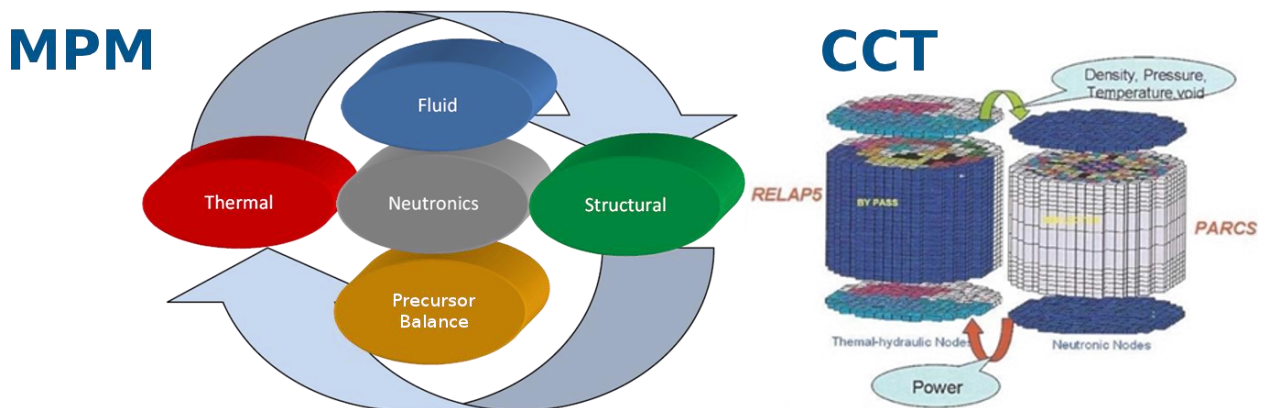 MPM
Fluid
Thermal
Neutronics
Structural
Precursor
Balance
CCT
Density, Pressure,
Temperature,void
RELAP5
BY PASS
PARCS
Themal-hydraulic Nodes
Neutronic Nodes
Power